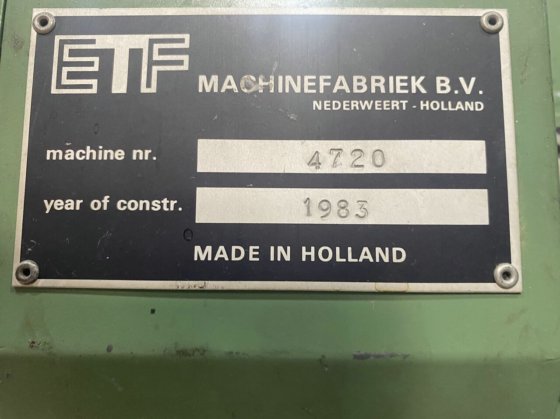 ETF MACHINEFABRIEK B.V.
NEDERWEERT - HOLLAND
machine nr. 4720
year of constr. 1983
MADE IN HOLLAND